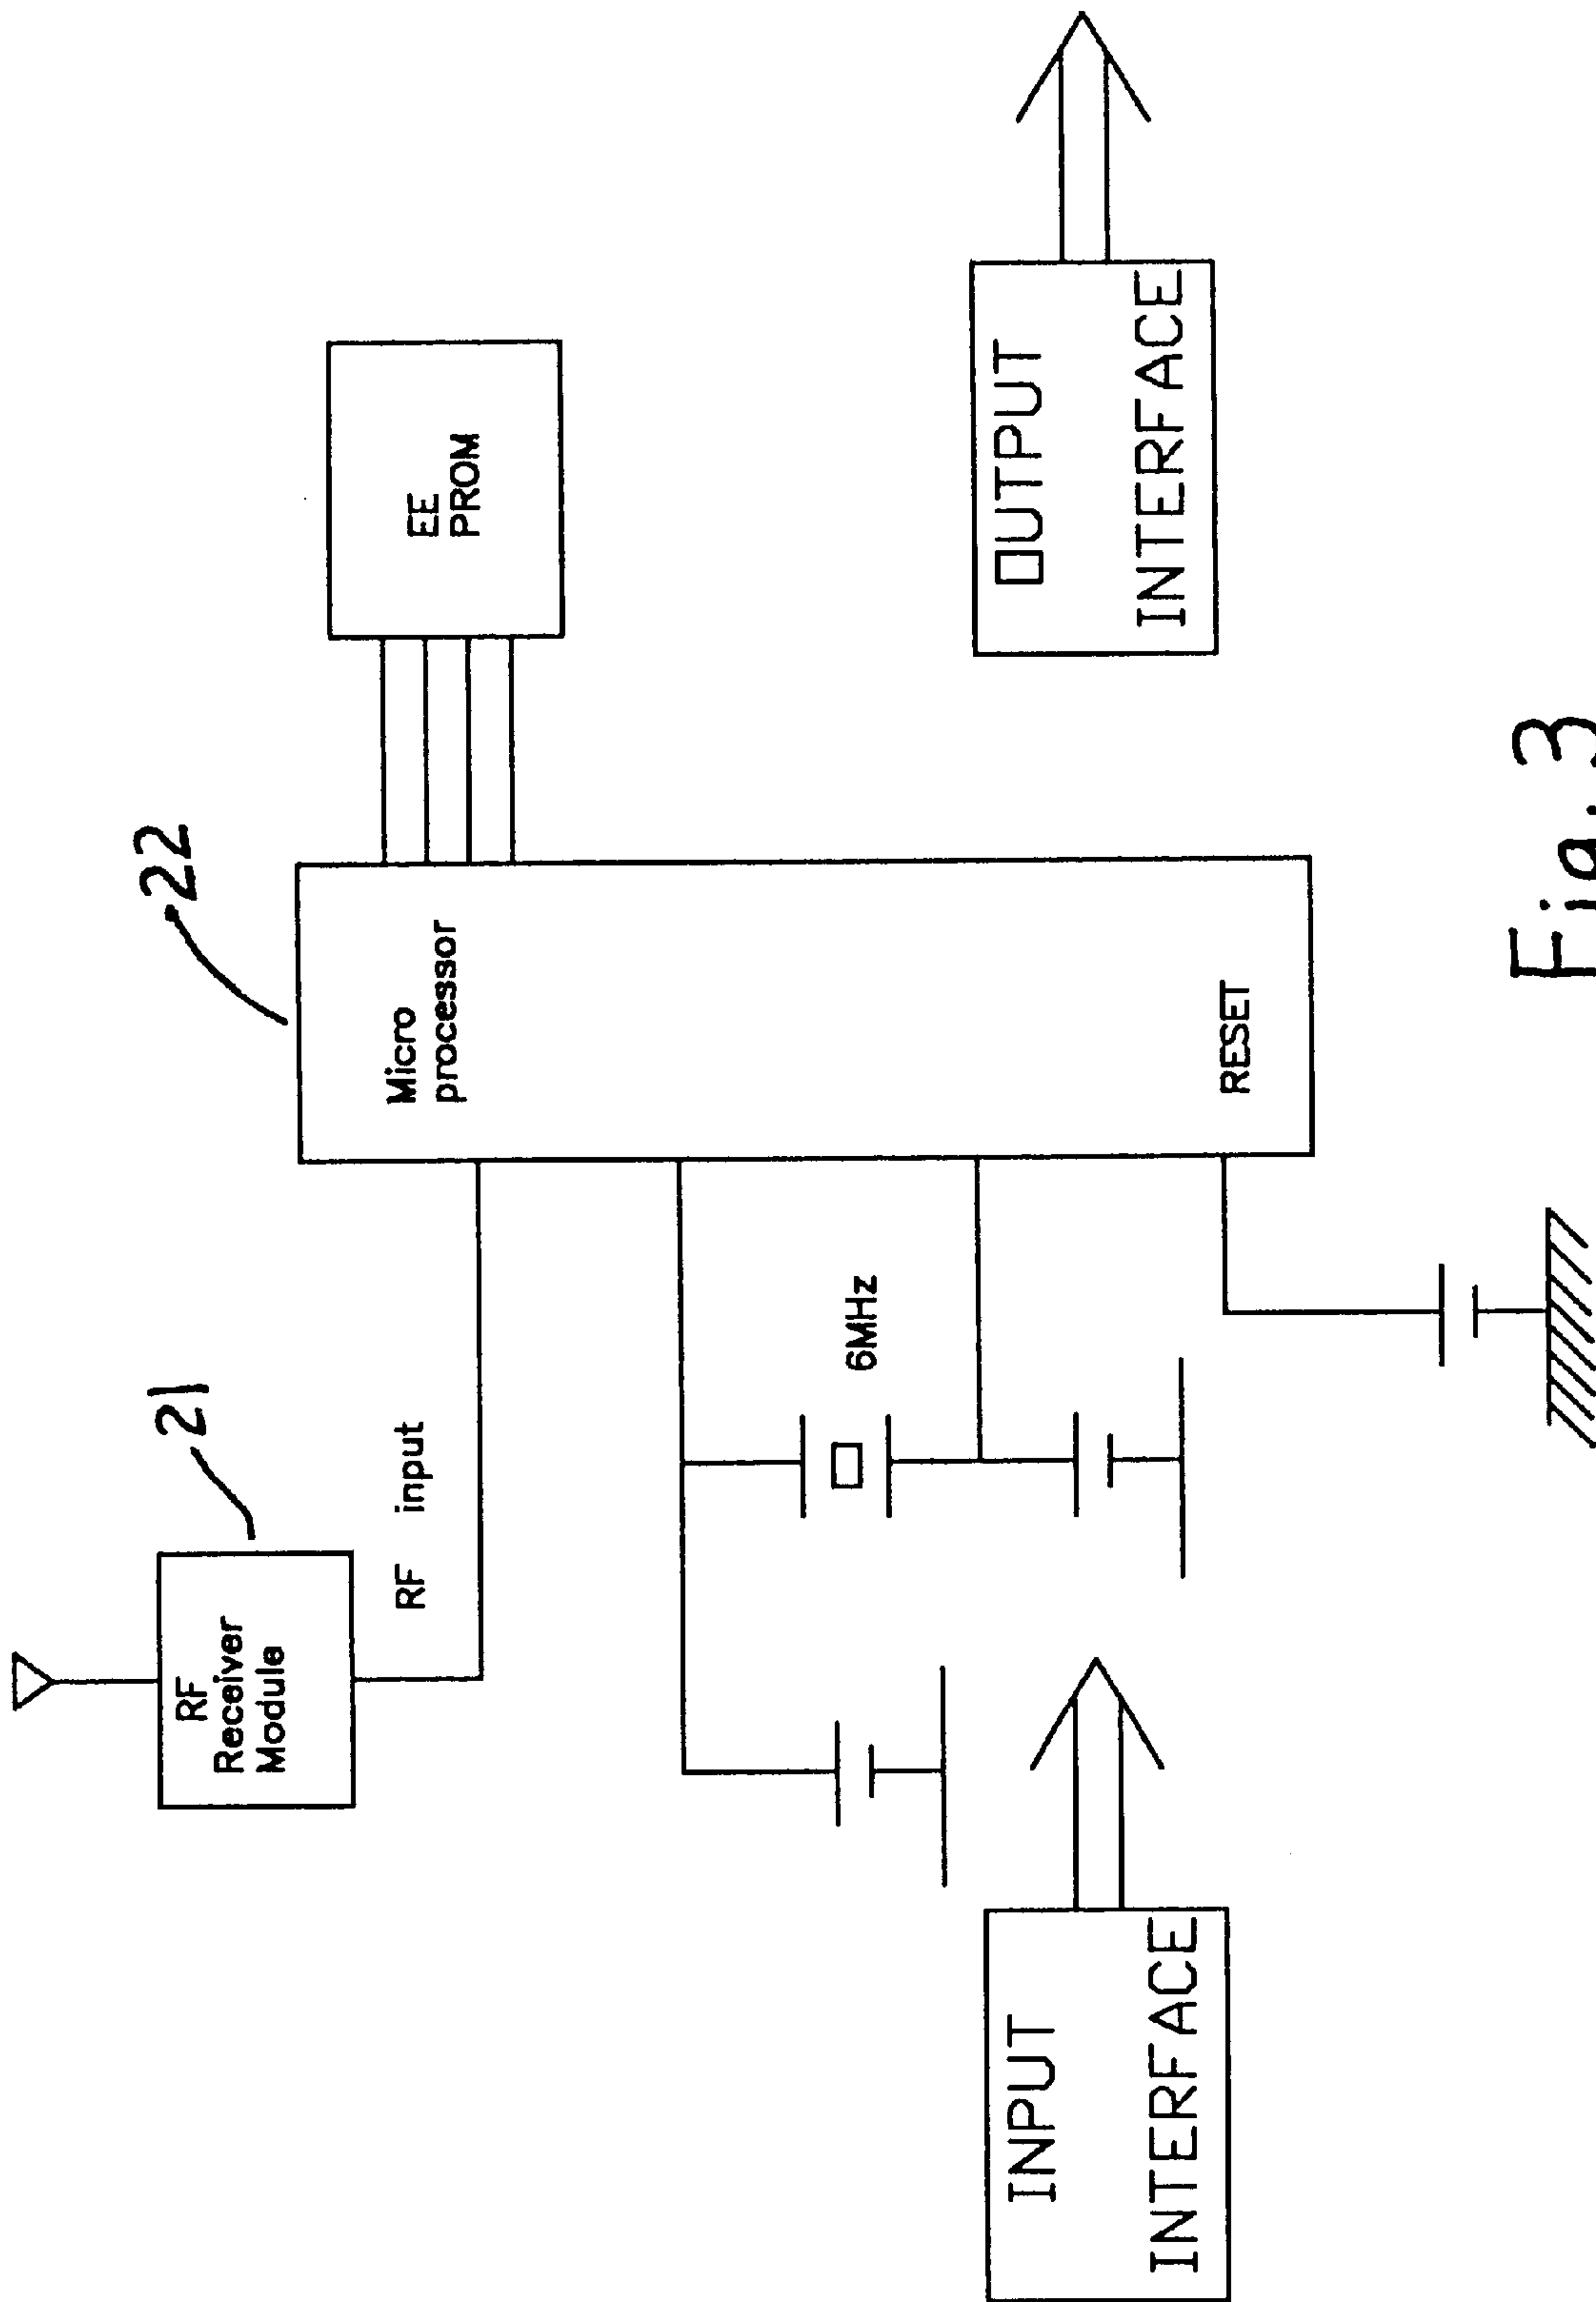 21
RF
Receiver
Module
RF input
22
Micro
processor
EE
PROM
6MHz
RESET
INPUT
INTERFACE
OUTPUT
INTERFACE
Fig. 3